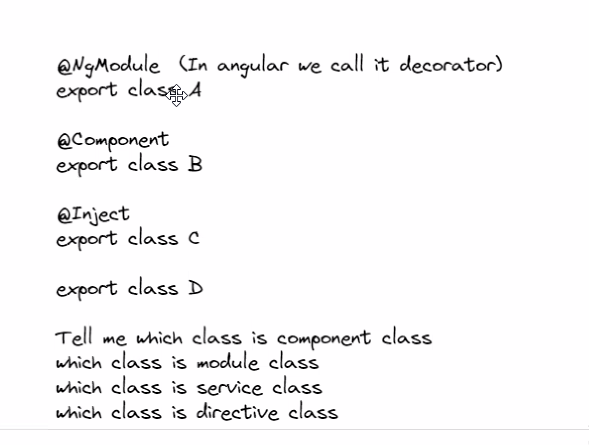 @NgModule (In angular we call it decorator)
export class A
@Component
export class B
@Inject
export class C
export class D
Tell me which class is component class
which class is module class
which class is service class
which class is directive class